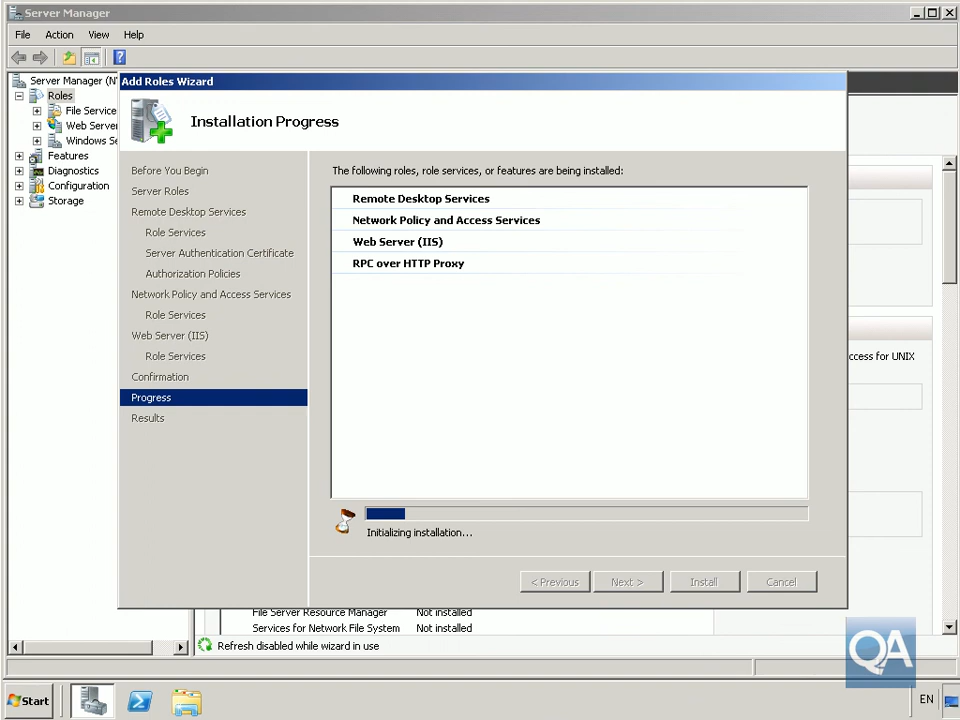 Server Manager
File Action View Help
Server Manager (N
Roles
File Service
Web Server
Windows Se
Features
Diagnostics
Configuration
Storage
Add Roles Wizard
Installation Progress
Before You Begin
Server Roles
Remote Desktop Services
Role Services
Server Authentication Certificate
Authorization Policies
Network Policy and Access Services
Role Services
Web Server (IIS)
Role Services
Confirmation
Progress
Results
The following roles, role services, or features are being installed:
Remote Desktop Services
Network Policy and Access Services
Web Server (IIS)
RPC over HTTP Proxy
Initializing installation...
< Previous Next > Install Cancel
ccess for UNIX
File Server Resource Manager Not installed
Services for Network File System Not installed
Refresh disabled while wizard in use
QA
Start
EN